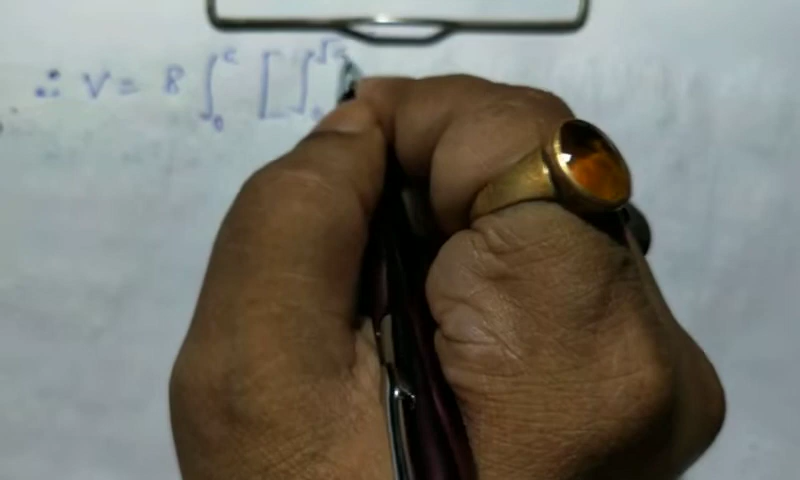 ∴ V = 8 ∫₀ᶜ [ ∫₀√